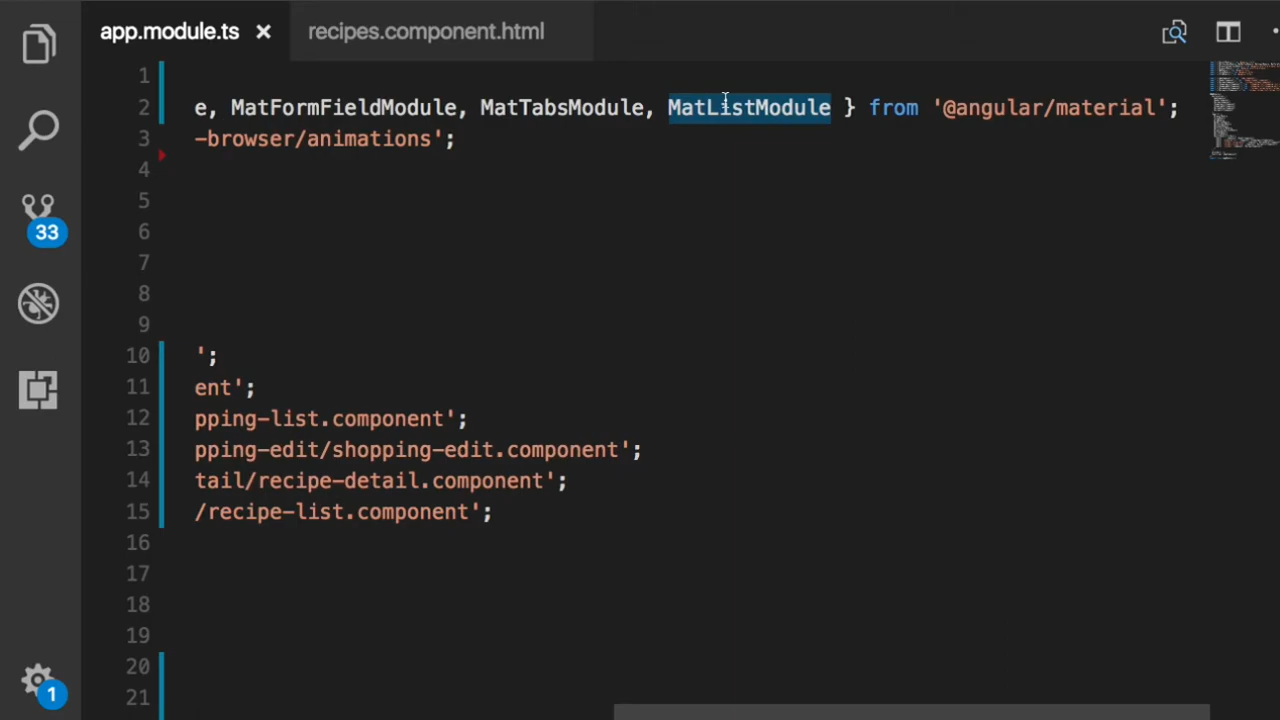 app.module.ts
recipes.component.html
1
2 e, MatFormFieldModule, MatTabsModule, MatListModule } from '@angular/material';
3 -browser/animations';
4
5
6
7
8
9
10 ';
11 ent';
12 pping-list.component';
13 pping-edit/shopping-edit.component';
14 tail/recipe-detail.component';
15 /recipe-list.component';
16
17
18
19
20
21
33
1